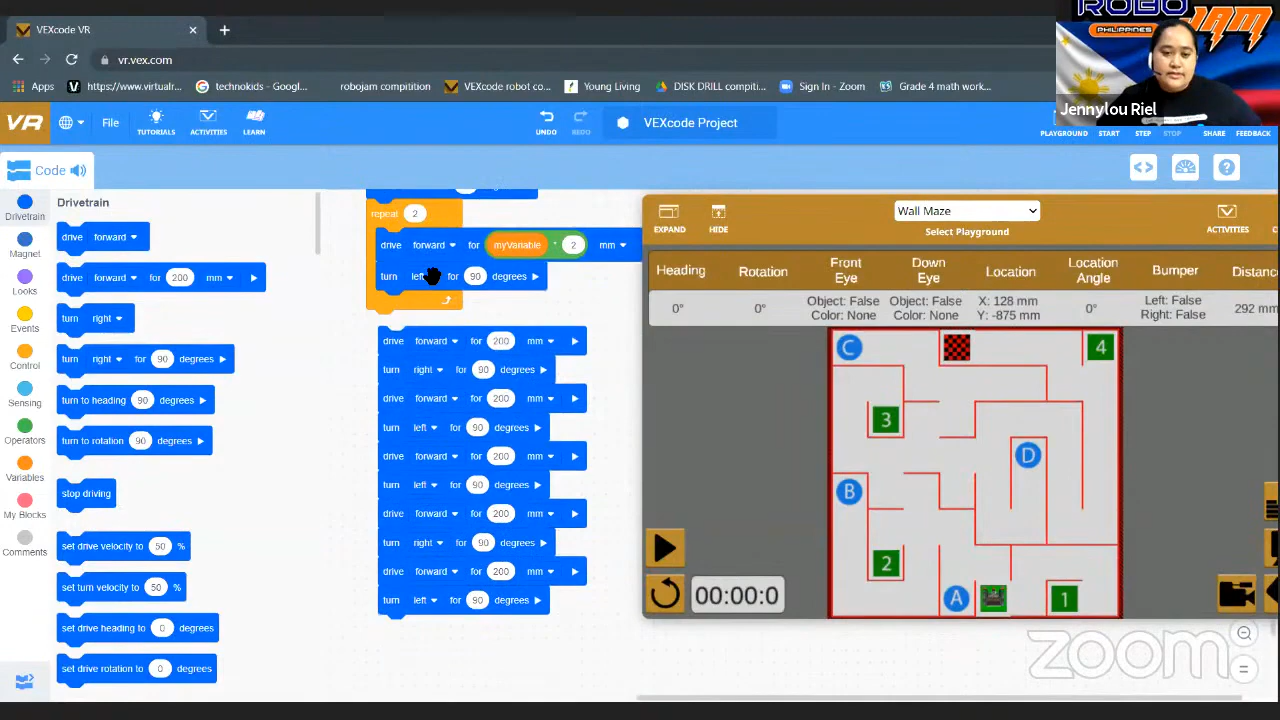 VEXcode VR
vr.vex.com
ROBO
JAM
PHILIPPINES
Jennylou Riel
Apps
https://www.virtualr...
technokids - Googl...
robojam compitition
VEXcode robot co...
Young Living
DISK DRILL compiti...
Sign In - Zoom
Grade 4 math work...
VR
File
TUTORIALS
ACTIVITIES
LEARN
UNDO
REDO
VEXcode Project
PLAYGROUND
START
STEP
STOP
SHARE
FEEDBACK
Code
Drivetrain
Magnet
Looks
Events
Control
Sensing
Operators
Variables
My Blocks
Comments
Drivetrain
drive forward
drive forward for 200 mm
turn right
turn right for 90 degrees
turn to heading 90 degrees
turn to rotation 90 degrees
stop driving
set drive velocity to 50 %
set turn velocity to 50 %
set drive heading to 0 degrees
set drive rotation to 0 degrees
repeat 2
drive forward for myVariable * 2 mm
turn left for 90 degrees
drive forward for 200 mm
turn right for 90 degrees
drive forward for 200 mm
turn left for 90 degrees
drive forward for 200 mm
turn left for 90 degrees
drive forward for 200 mm
turn right for 90 degrees
drive forward for 200 mm
turn left for 90 degrees
EXPAND
HIDE
Wall Maze
Select Playground
ACTIVITIES
Heading
Rotation
Front
Eye
Down
Eye
Location
Location
Angle
Bumper
Distanc
0°
0°
Object: False
Color: None
Object: False
Color: None
X: 128 mm
Y: -875 mm
0°
Left: False
Right: False
292 mm
C
4
3
D
B
2
A
1
00:00:0
zoom